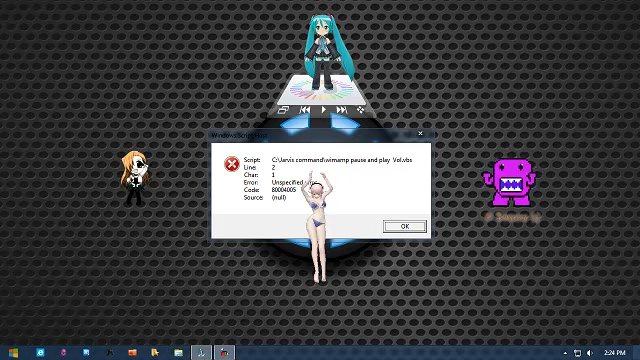 Windows Script Host
Script: C:\Jarvis command\wimamp pause and play Vol.vbs
Line: 2
Char: 1
Error: Unspecified
Code: 80004005
Source: (null)
OK
2:24 PM